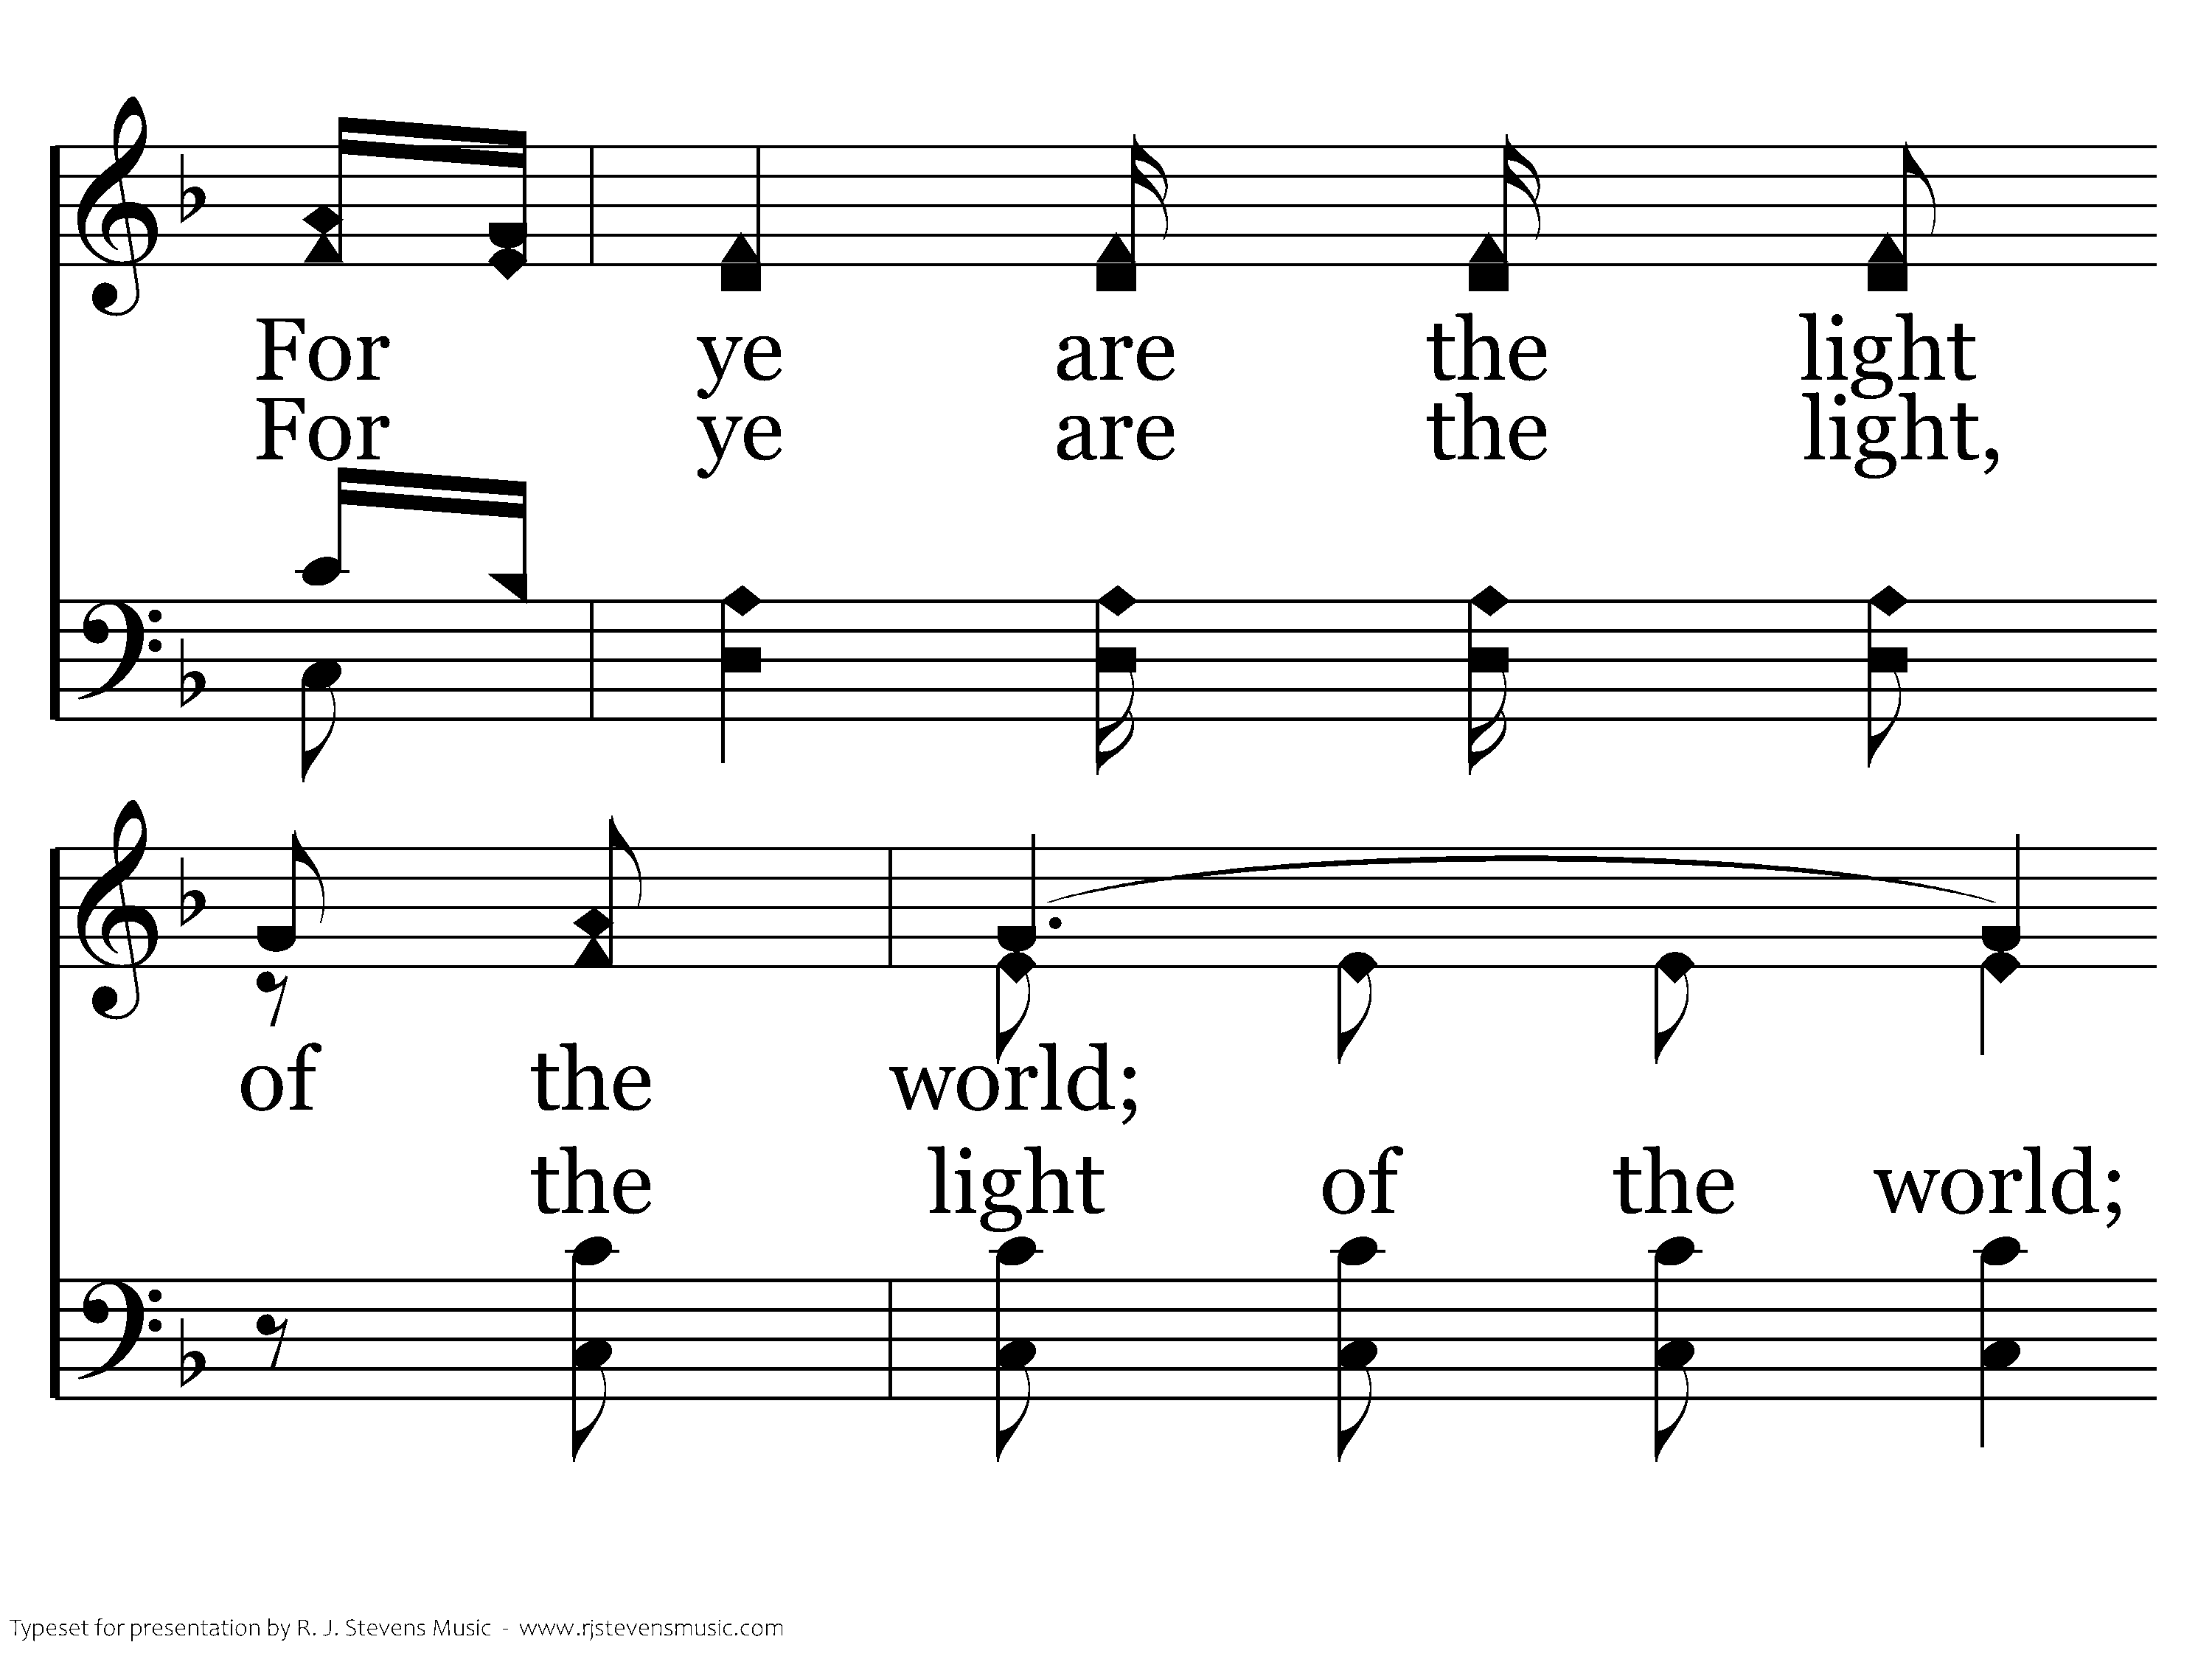 For ye are the light
For ye are the light,
of the world;
the light of the world;
Typeset for presentation by R. J. Stevens Music - www.rjstevensmusic.com